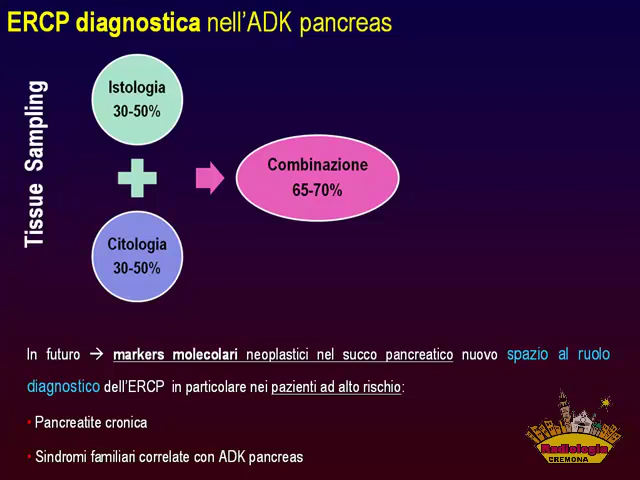 ERCP diagnostica nell'ADK pancreas
Tissue Sampling
Istologia
30-50%
Combinazione
65-70%
Citologia
30-50%
In futuro → markers molecolari neoplastici nel succo pancreatico nuovo spazio al ruolo
diagnostico dell'ERCP in particolare nei pazienti ad alto rischio:
• Pancreatite cronica
• Sindromi familiari correlate con ADK pancreas
Radiologia
CREMONA